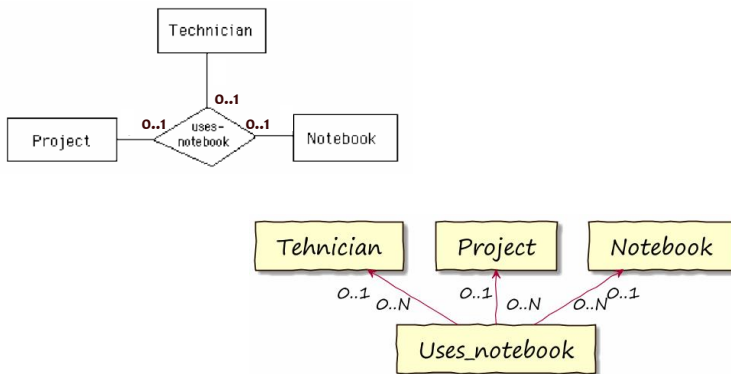 Technician
0..1
0..1
uses-
notebook
0..1
Project
Notebook
Tehnician
Project
Notebook
0..1
0..N
0..1
0..N
0..N
0..1
Uses_notebook